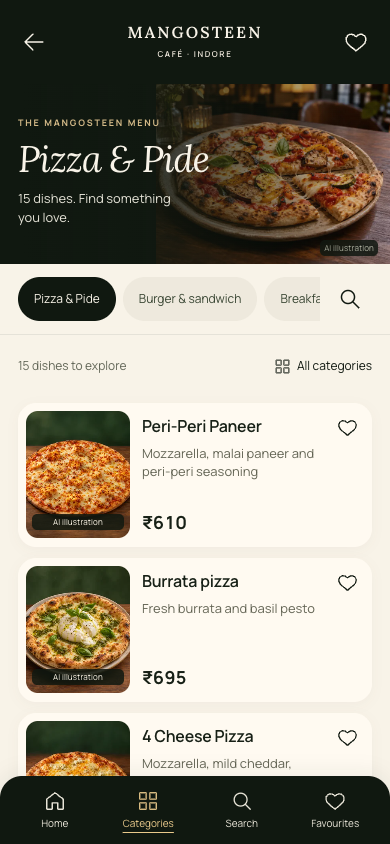 MANGOSTEEN
CAFÉ · INDORE
THE MANGOSTEEN MENU
Pizza & Pide
15 dishes. Find something
you love.
AI illustration
Pizza & Pide
Burger & sandwich
Breakfa
15 dishes to explore
All categories
Peri-Peri Paneer
Mozzarella, malai paneer and
peri-peri seasoning
AI illustration
₹610
Burrata pizza
Fresh burrata and basil pesto
AI illustration
₹695
4 Cheese Pizza
Mozzarella, mild cheddar,
Home
Categories
Search
Favourites